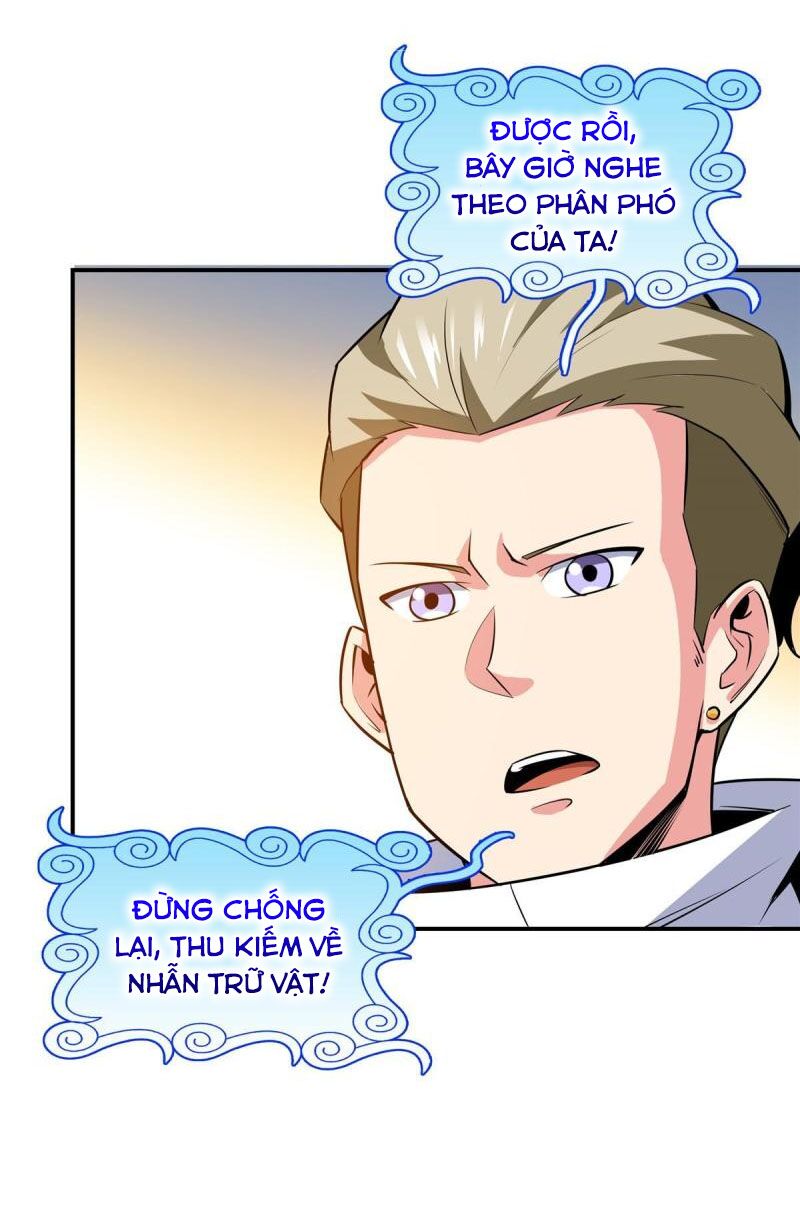 ĐƯỢC RỒI,
BÂY GIỜ NGHE
THEO PHÂN PHÓ
CỦA TA!
ĐỪNG CHỐNG
LẠI, THU KIẾM VỀ
NHẪN TRỮ VẬT!